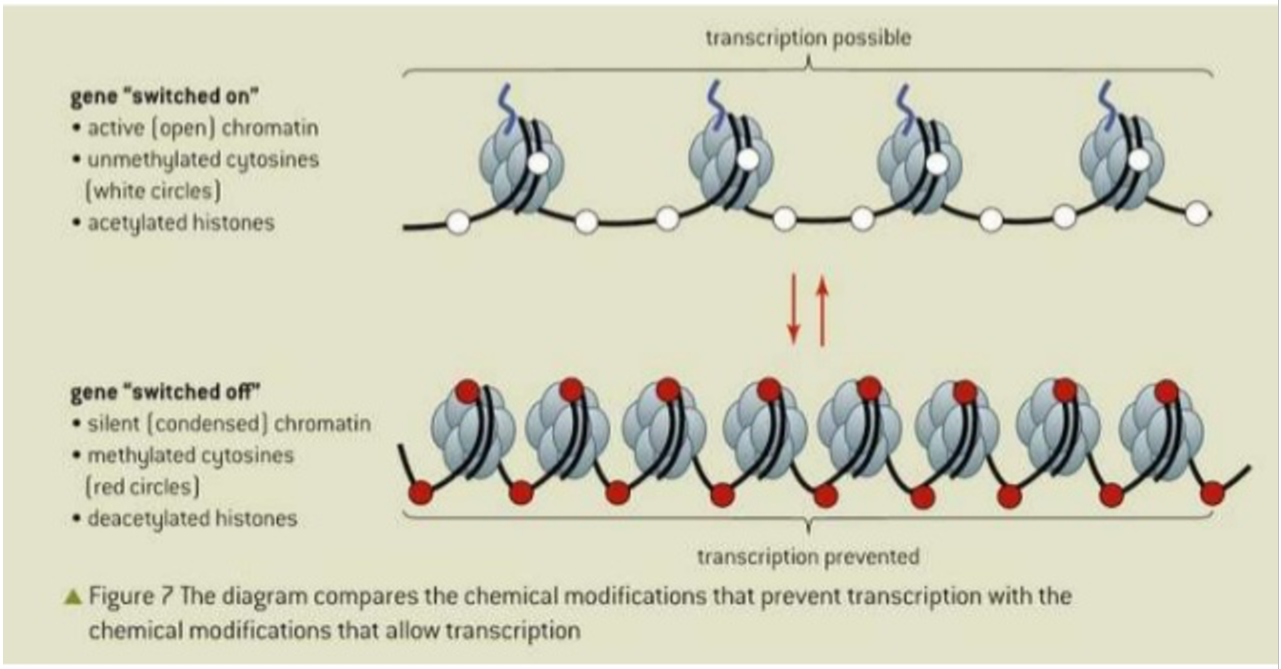 transcription possible
gene "switched on"
• active (open) chromatin
• unmethylated cytosines
(white circles)
• acetylated histones
gene "switched off"
• silent (condensed) chromatin
• methylated cytosines
(red circles)
• deacetylated histones
transcription prevented
▲ Figure 7 The diagram compares the chemical modifications that prevent transcription with the
chemical modifications that allow transcription